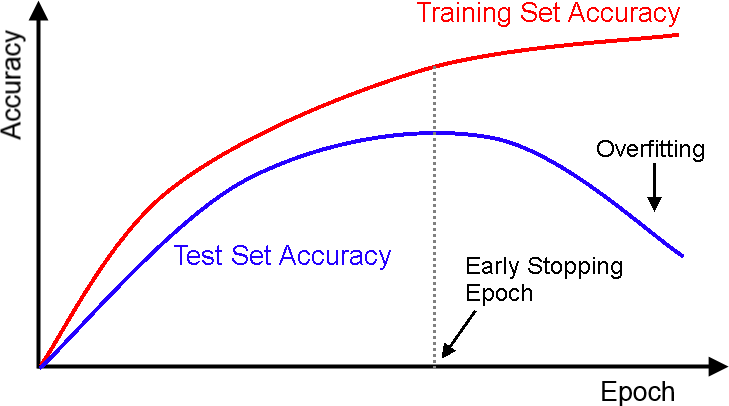 Training Set Accuracy
Accuracy
Overfitting
Test Set Accuracy
Early Stopping
Epoch
Epoch